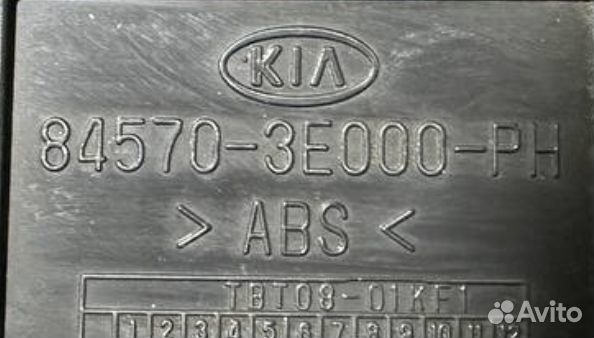 KIA
84570-3E000-PH
> ABS <
TBT08-01KF1
1 2 3 4 5 6 7 8 9 10 11 12
Avito